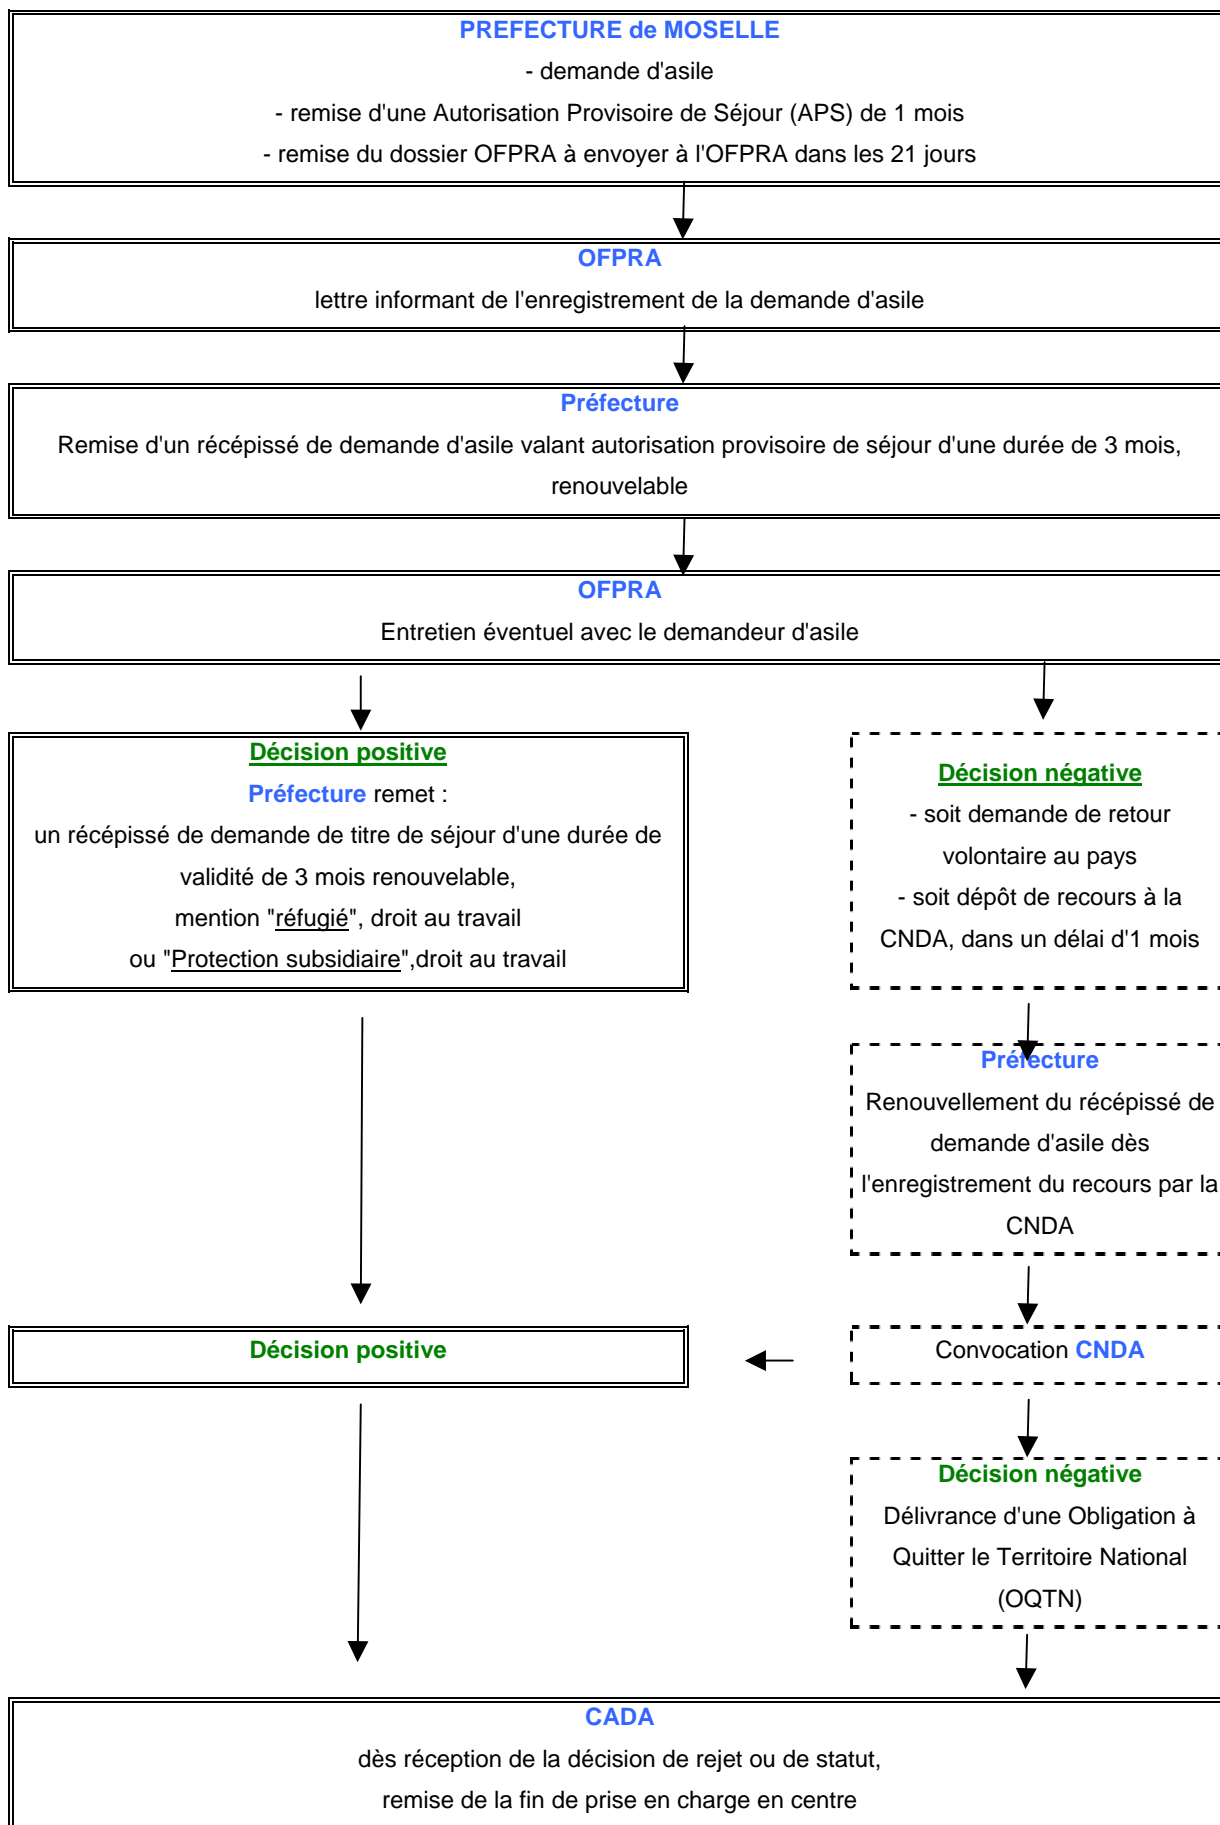 PREFECTURE de MOSELLE
- demande d'asile
- remise d'une Autorisation Provisoire de Séjour (APS) de 1 mois
- remise du dossier OFPRA à envoyer à l'OFPRA dans les 21 jours
OFPRA
lettre informant de l'enregistrement de la demande d'asile
Préfecture
Remise d'un récépissé de demande d'asile valant autorisation provisoire de séjour d'une durée de 3 mois,
renouvelable
OFPRA
Entretien éventuel avec le demandeur d'asile
Décision positive
Préfecture remet :
un récépissé de demande de titre de séjour d'une durée de
validité de 3 mois renouvelable,
mention "réfugié", droit au travail
ou "Protection subsidiaire",droit au travail
Décision négative
- soit demande de retour
volontaire au pays
- soit dépôt de recours à la
CNDA, dans un délai d'1 mois
Préfecture
Renouvellement du récépissé de
demande d'asile dès
l'enregistrement du recours par la
CNDA
Décision positive
Convocation CNDA
Décision négative
Délivrance d'une Obligation à
Quitter le Territoire National
(OQTN)
CADA
dès réception de la décision de rejet ou de statut,
remise de la fin de prise en charge en centre